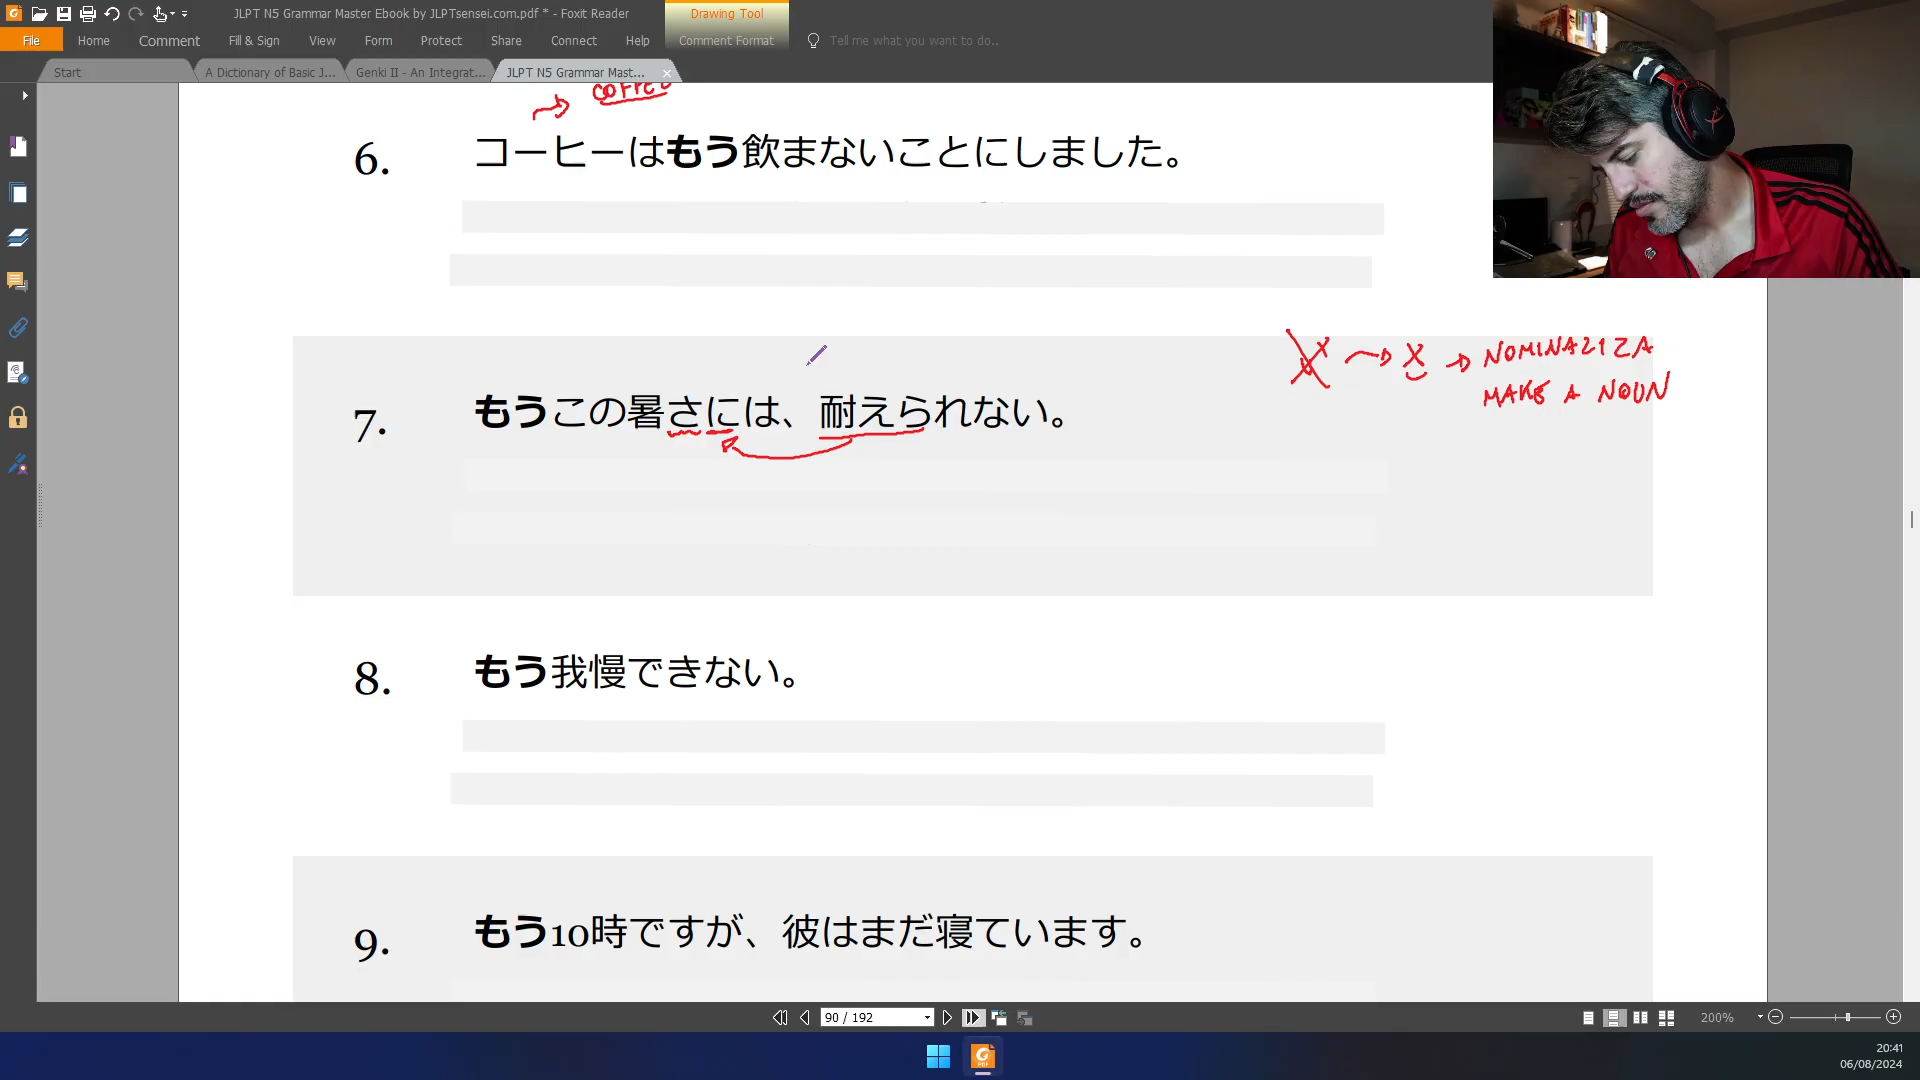 JLPT N5 Grammar Master Ebook by JLPTsensei.com.pdf * - Foxit Reader
Drawing Tool
File Home Comment Fill & Sign View Form Protect Share Connect Help Comment Format Tell me what you want to do..
Start A Dictionary of Basic J... Genki II - An Integrat... JLPT N5 Grammar Mast...
6. コーヒーはもう飲まないことにしました。
X X → X → NOMINALIZA
MAKE A NOUN
7. もうこの暑さには、耐えられない。
8. もう我慢できない。
9. もう10時ですが、彼はまだ寝ています。
90 / 192
200%
20:41
06/08/2024